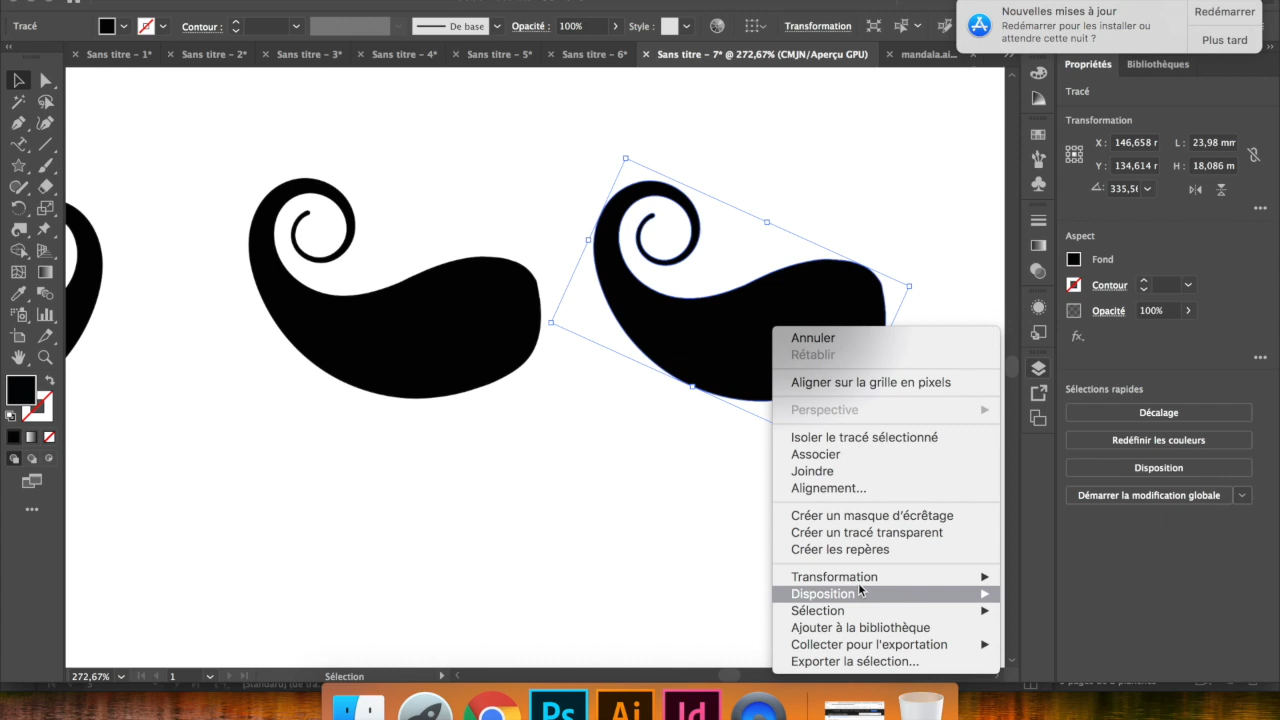 Tracé
Contour :
De base
Opacité :
100%
Style :
Transformation
Nouvelles mises à jour
Redémarrer pour les installer ou
attendre cette nuit ?
Redémarrer
Plus tard
Sans titre - 1*
Sans titre - 2*
Sans titre - 3*
Sans titre - 4*
Sans titre - 5*
Sans titre - 6*
Sans titre - 7* @ 272,67% (CMJN/Aperçu GPU)
mandala.ai...
Propriétés
Bibliothèques
Tracé
Transformation
X : 146,658 r
L : 23,98 mm
Y : 134,614 r
H : 18,086 m
335,56
Aspect
Fond
Contour
Opacité
100%
fx.
Sélections rapides
Décalage
Redéfinir les couleurs
Disposition
Démarrer la modification globale
Annuler
Rétablir
Aligner sur la grille en pixels
Perspective
Isoler le tracé sélectionné
Associer
Joindre
Alignement...
Créer un masque d'écrêtage
Créer un tracé transparent
Créer les repères
Transformation
Disposition
Sélection
Ajouter à la bibliothèque
Collecter pour l'exportation
Exporter la sélection...
272,67%
1
Sélection
Ps
Ai
Id